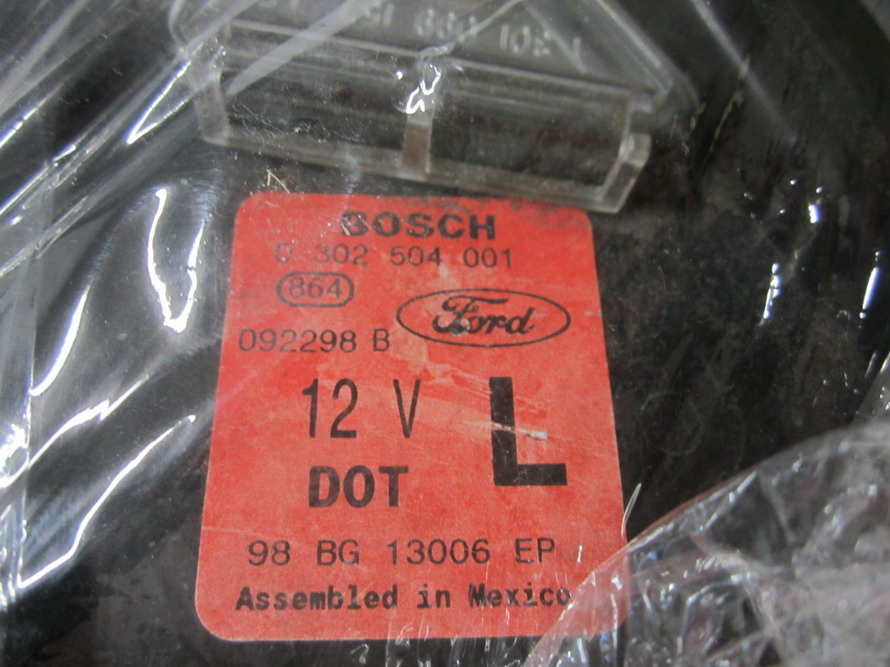 BOSCH
0 302 504 001
864
Ford
092298 B
12 V
L
DOT
98 BG 13006 EP
Assembled in Mexico